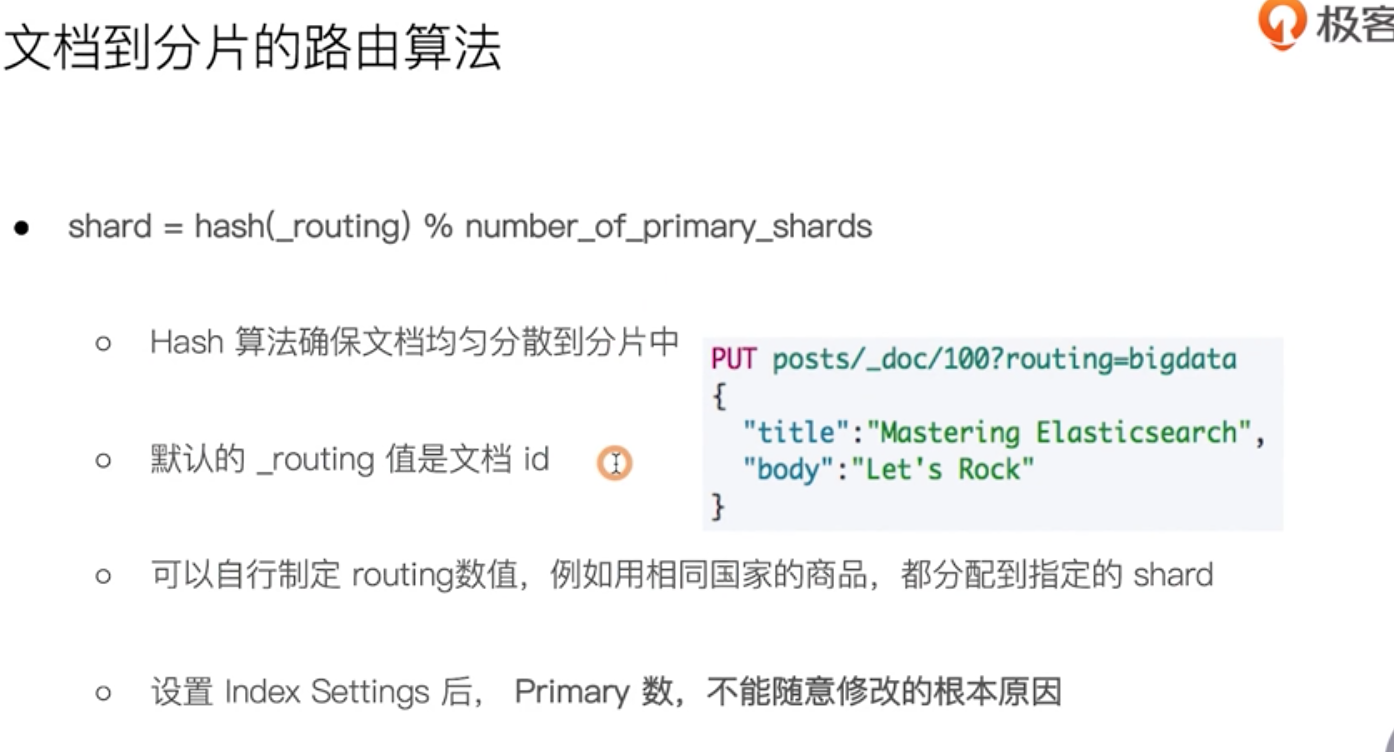 文档到分片的路由算法
极客
shard = hash(_routing) % number_of_primary_shards
Hash 算法确保文档均匀分散到分片中
PUT posts/_doc/100?routing=bigdata
{
"title":"Mastering Elasticsearch",
"body":"Let's Rock"
}
默认的 _routing 值是文档 id
可以自行制定 routing数值，例如用相同国家的商品，都分配到指定的 shard
设置 Index Settings 后， Primary 数，不能随意修改的根本原因